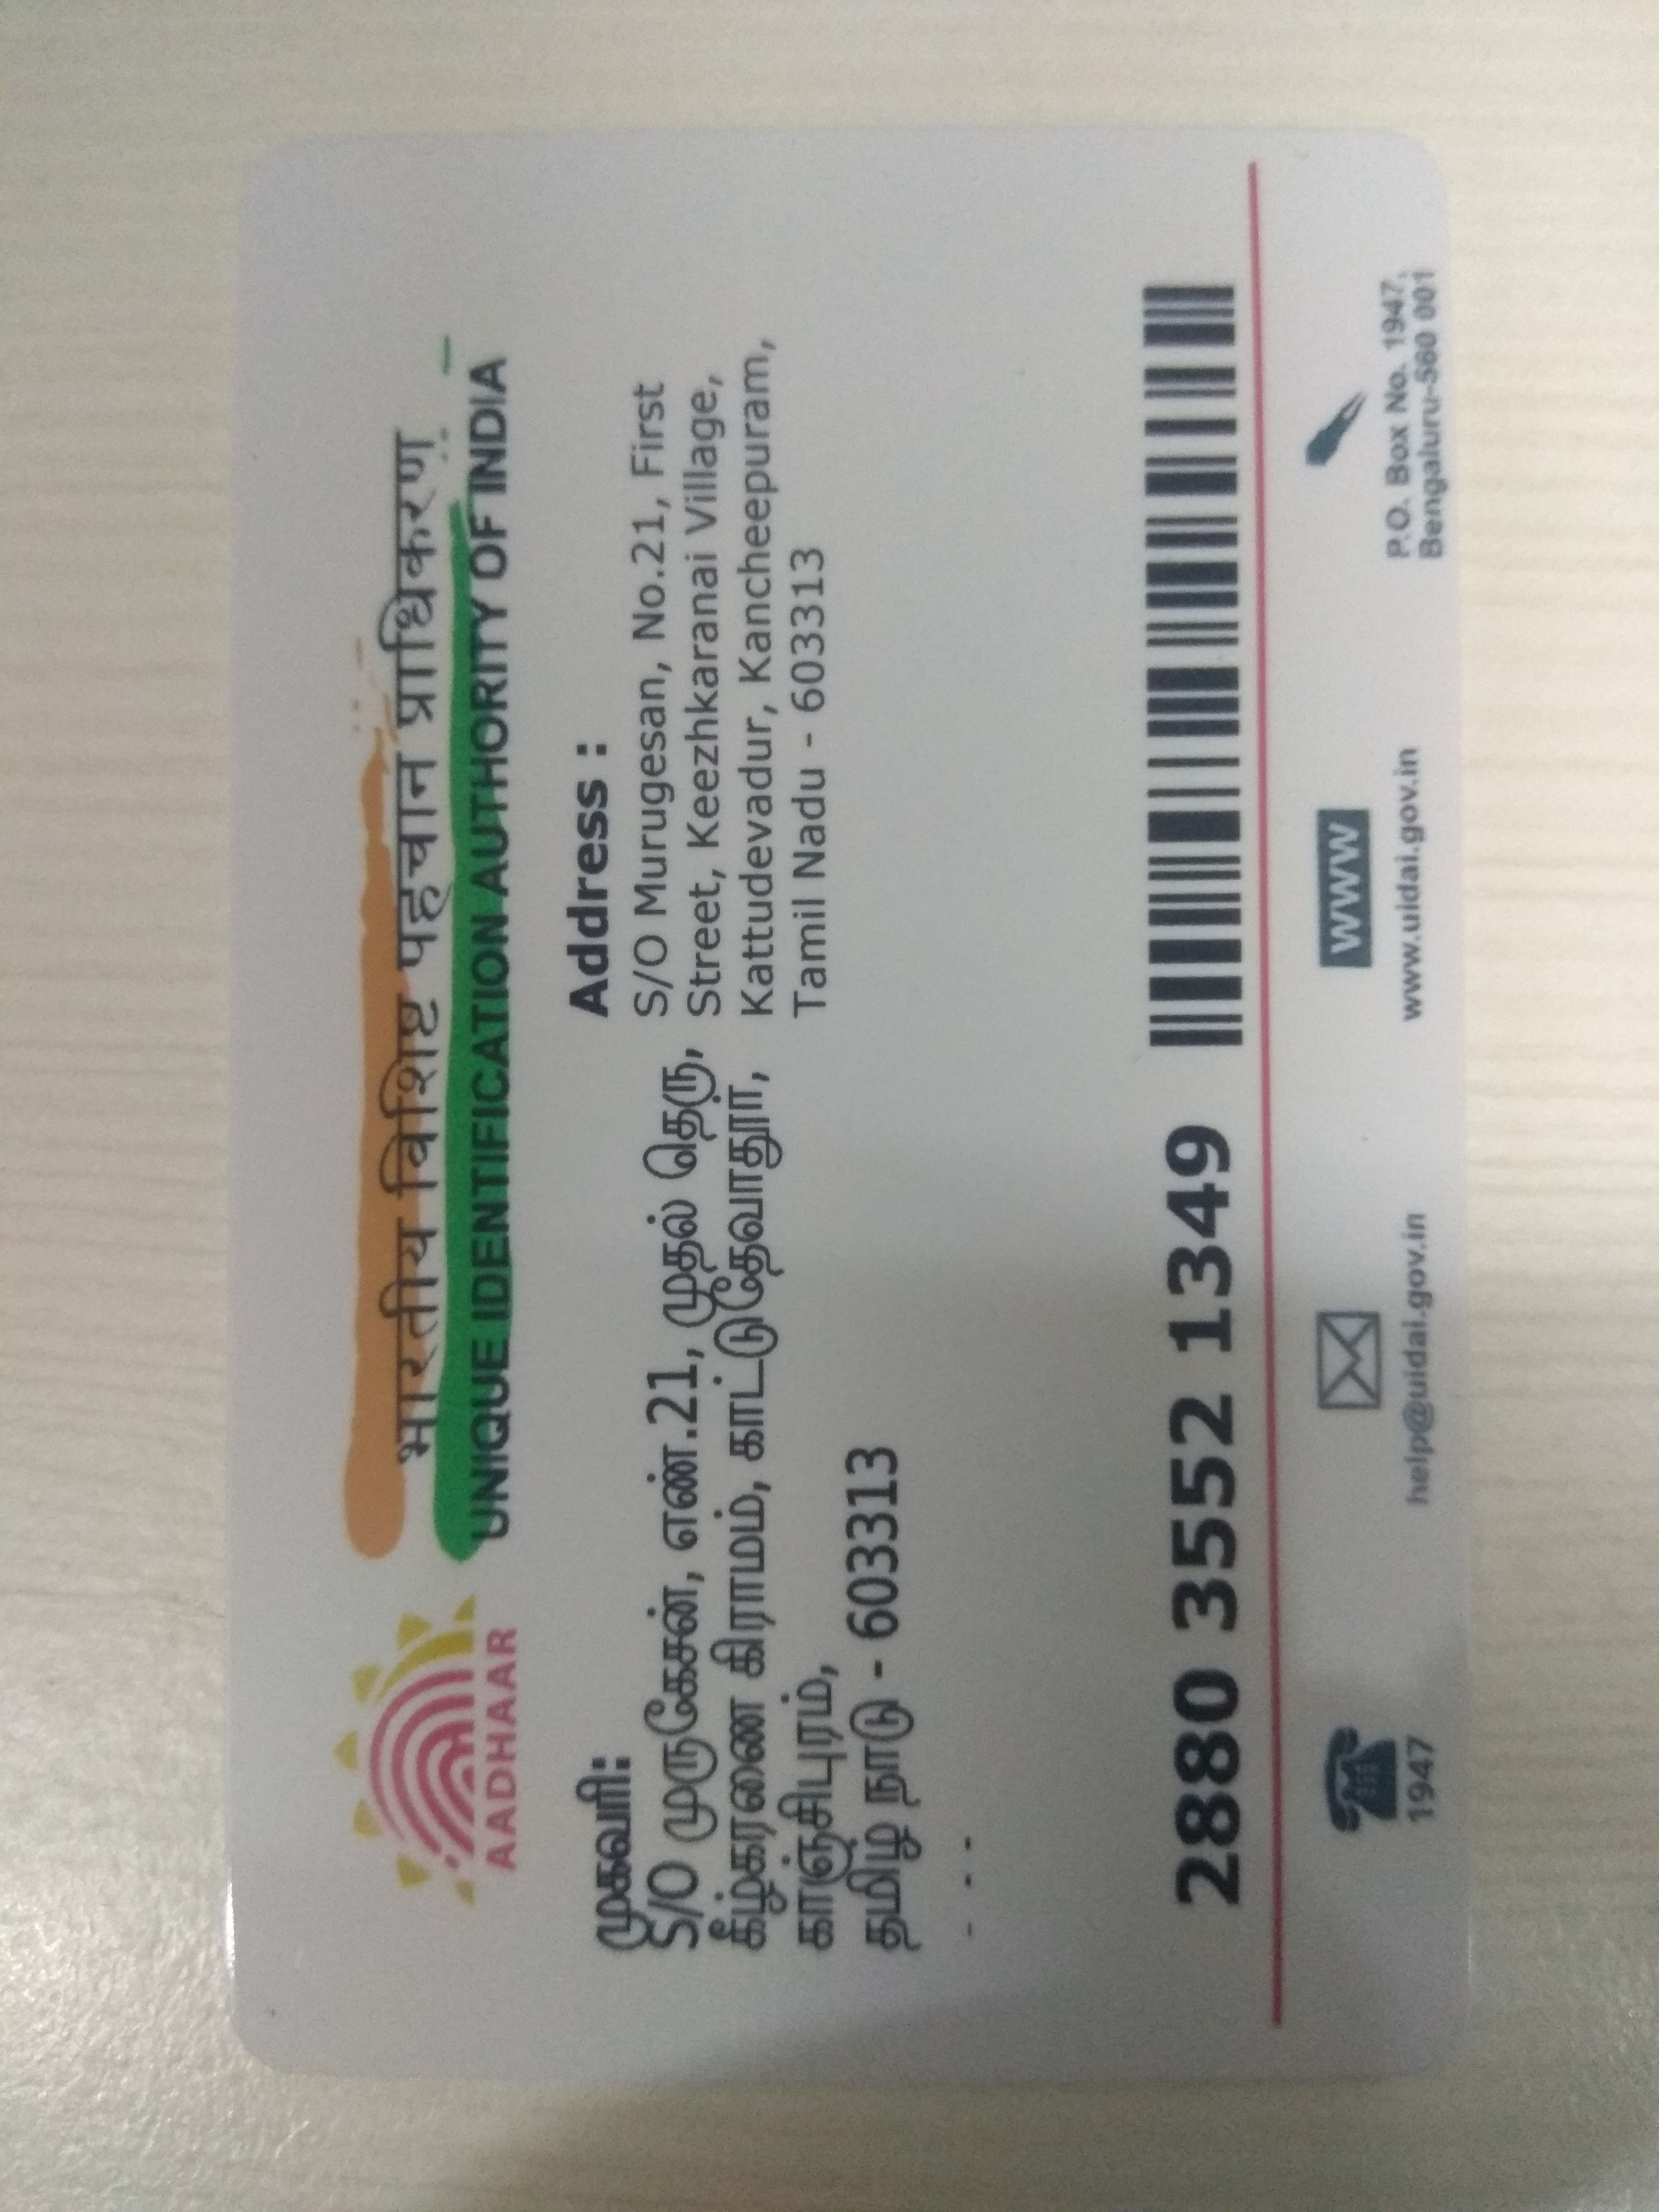 भारतीय विशिष्ट पहचान प्राधिकरण
UNIQUE IDENTIFICATION AUTHORITY OF INDIA
AADHAAR
முகவரி:
S/O முருகேசன், எண்.21, முதல் தெரு,
கீழ்கரணை கிராமம், காட்டுதேவாதூர்,
காஞ்சிபுரம்,
தமிழ் நாடு - 603313
- - -
Address :
S/O Murugesan, No.21, First
Street, Keezhkaranai Village,
Kattudevadur, Kancheepuram,
Tamil Nadu - 603313
2880 3552 1349
1947
help@uidai.gov.in
WWW
www.uidai.gov.in
P.O. Box No. 1947,
Bengaluru-560 001